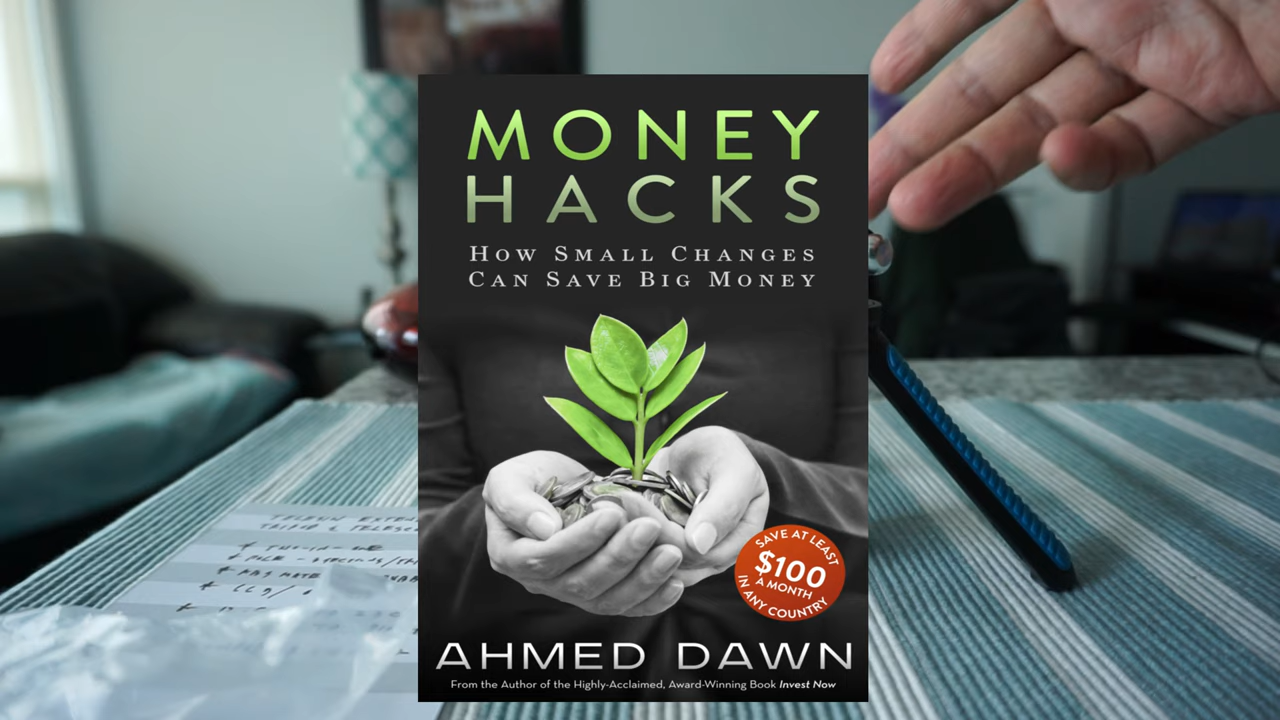 MONEY
HACKS
HOW SMALL CHANGES
CAN SAVE BIG MONEY
SAVE AT LEAST
$100
A MONTH
IN ANY COUNTRY
AHMED DAWN
From the Author of the Highly-Acclaimed, Award-Winning Book Invest Now